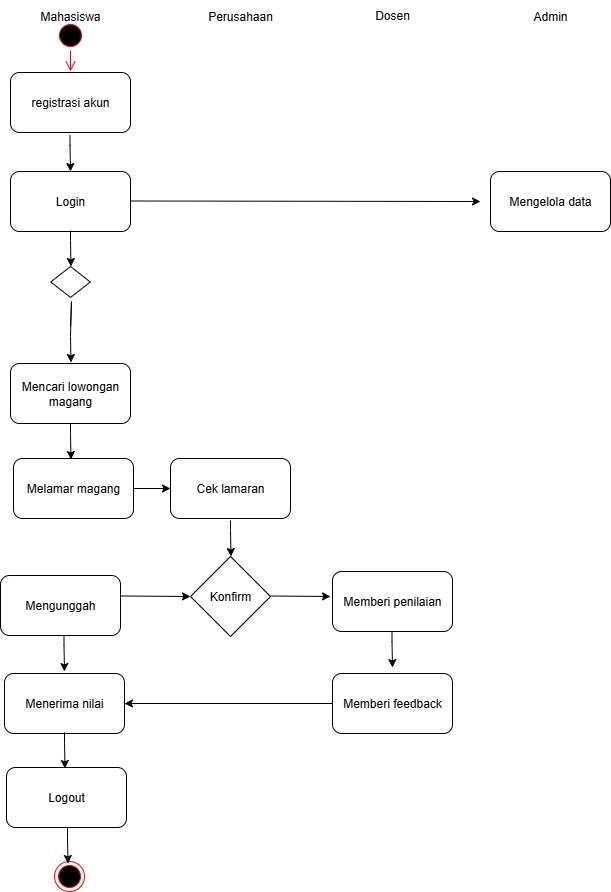 Mahasiswa
Perusahaan
Dosen
Admin
registrasi akun
Login
Mengelola data
Mencari lowongan
magang
Melamar magang
Cek lamaran
Mengunggah
Konfirm
Memberi penilaian
Menerima nilai
Memberi feedback
Logout